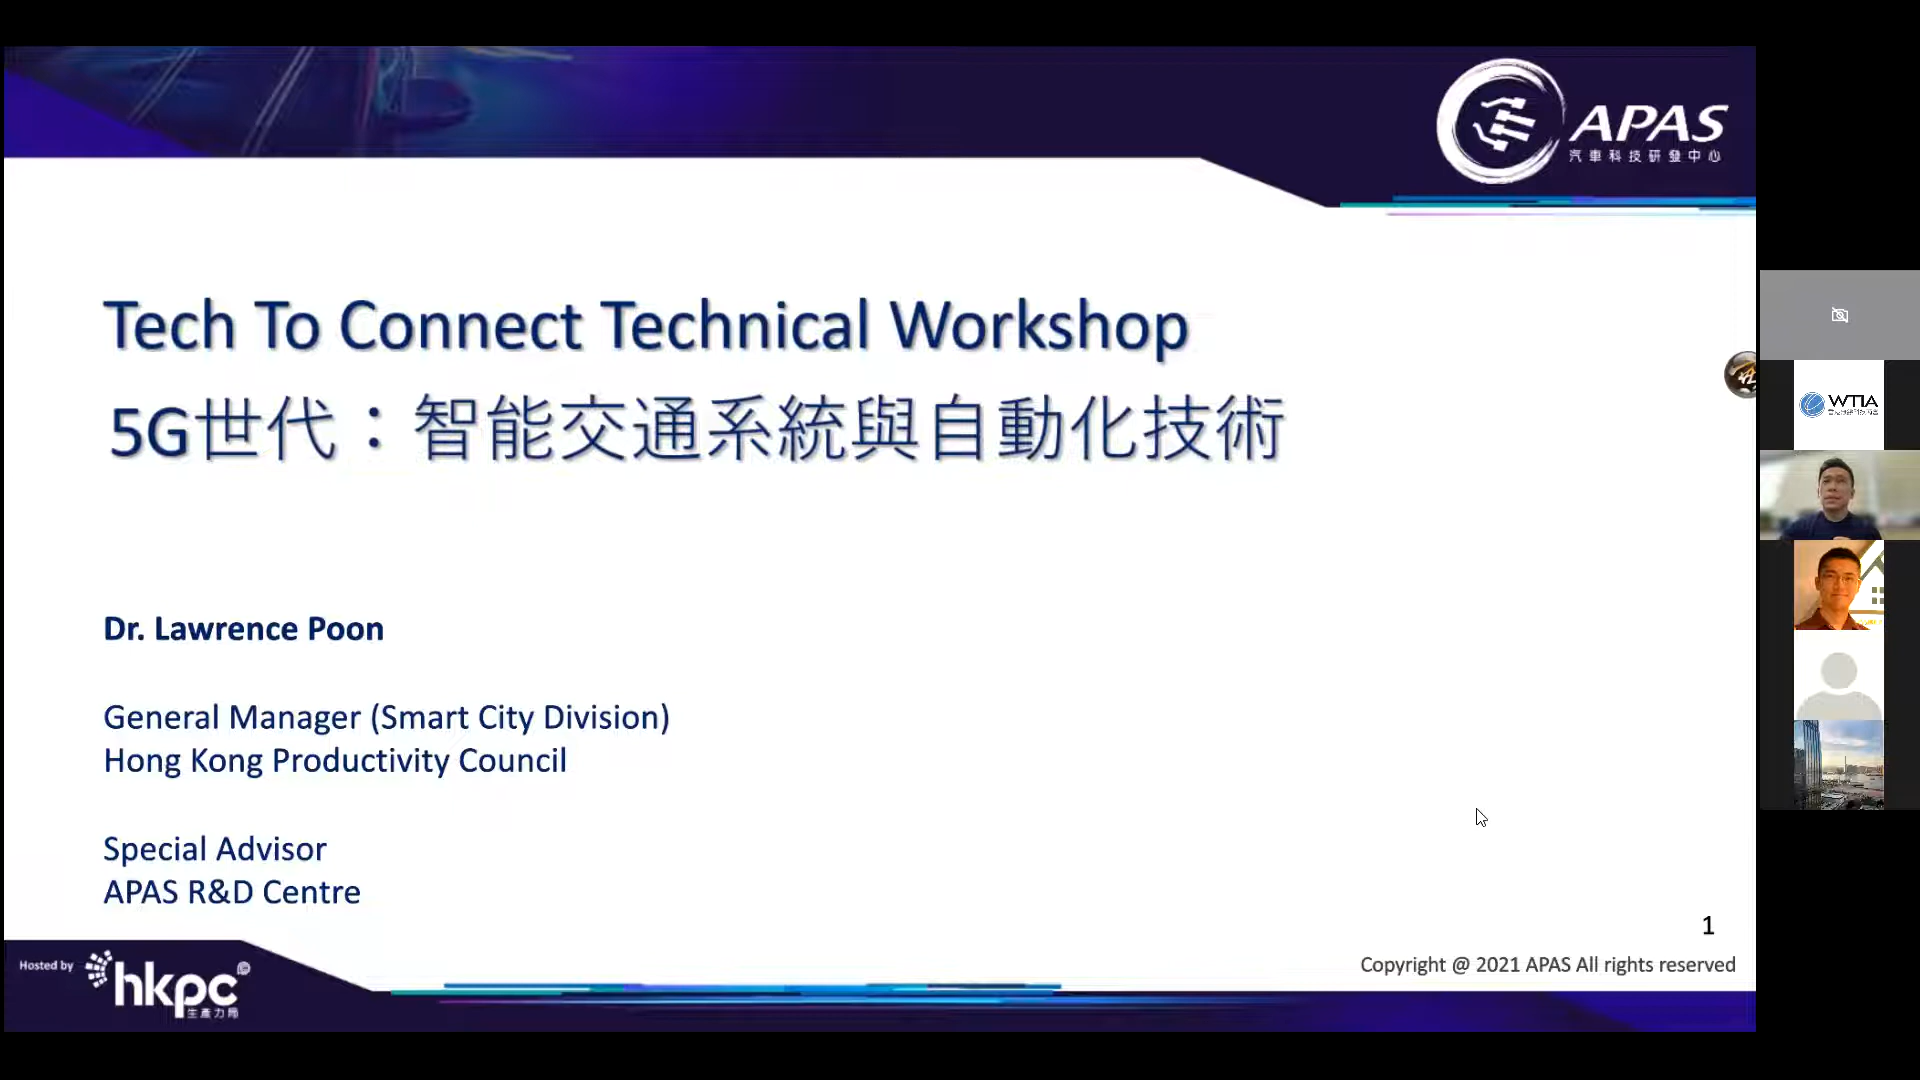 APAS
汽車科技研發中心
Tech To Connect Technical Workshop
5G世代：智能交通系統與自動化技術
Dr. Lawrence Poon
General Manager (Smart City Division)
Hong Kong Productivity Council
Special Advisor
APAS R&D Centre
1
Copyright @ 2021 APAS All rights reserved
Hosted by
hkpc
生產力局
WTIA